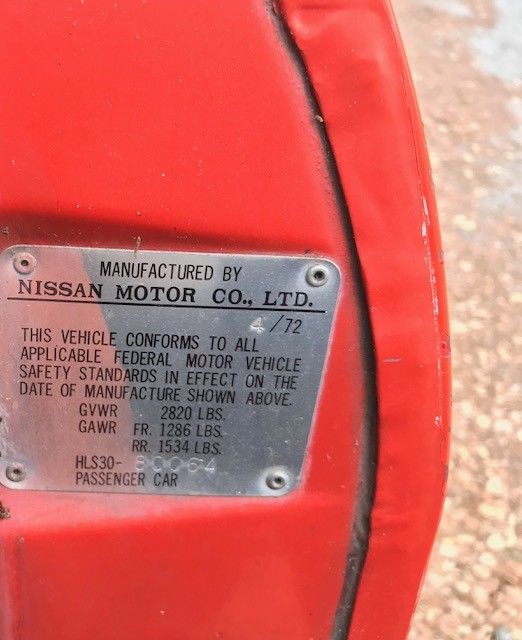 MANUFACTURED BY
NISSAN MOTOR CO., LTD.
4/72
THIS VEHICLE CONFORMS TO ALL
APPLICABLE FEDERAL MOTOR VEHICLE
SAFETY STANDARDS IN EFFECT ON THE
DATE OF MANUFACTURE SHOWN ABOVE.
GVWR 2820 LBS.
GAWR FR. 1286 LBS.
RR. 1534 LBS.
HLS30-
PASSENGER CAR